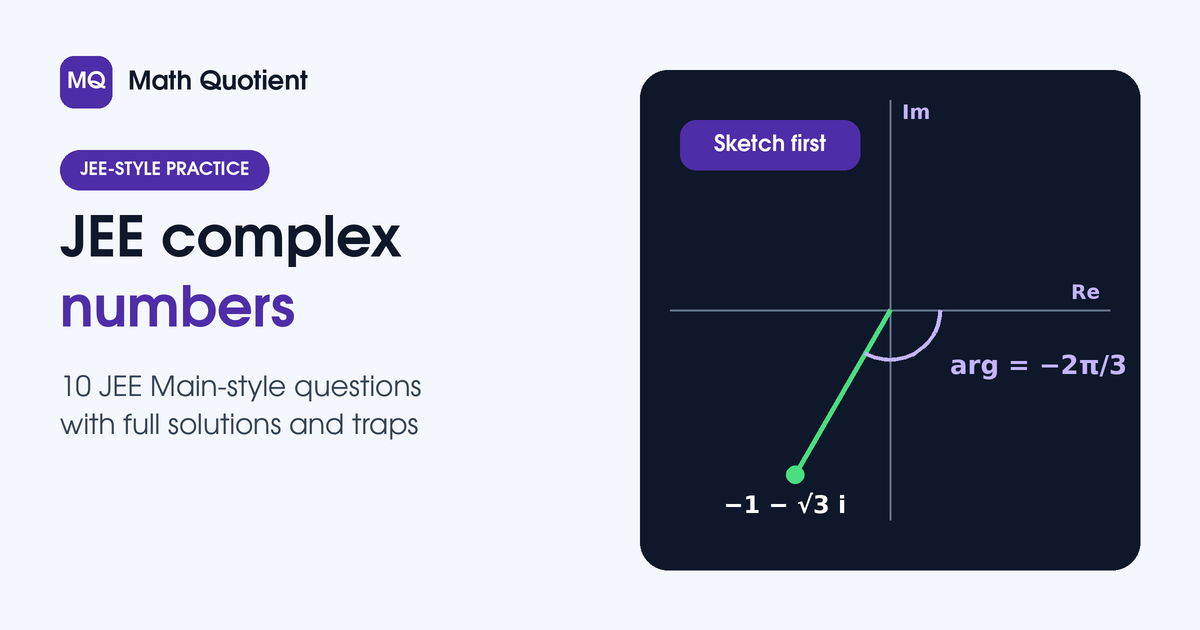 MQ
Math Quotient
JEE-STYLE PRACTICE
JEE complex
numbers
10 JEE Main-style questions
with full solutions and traps
Sketch first
Im
Re
arg = −2π/3
−1 − √3 i